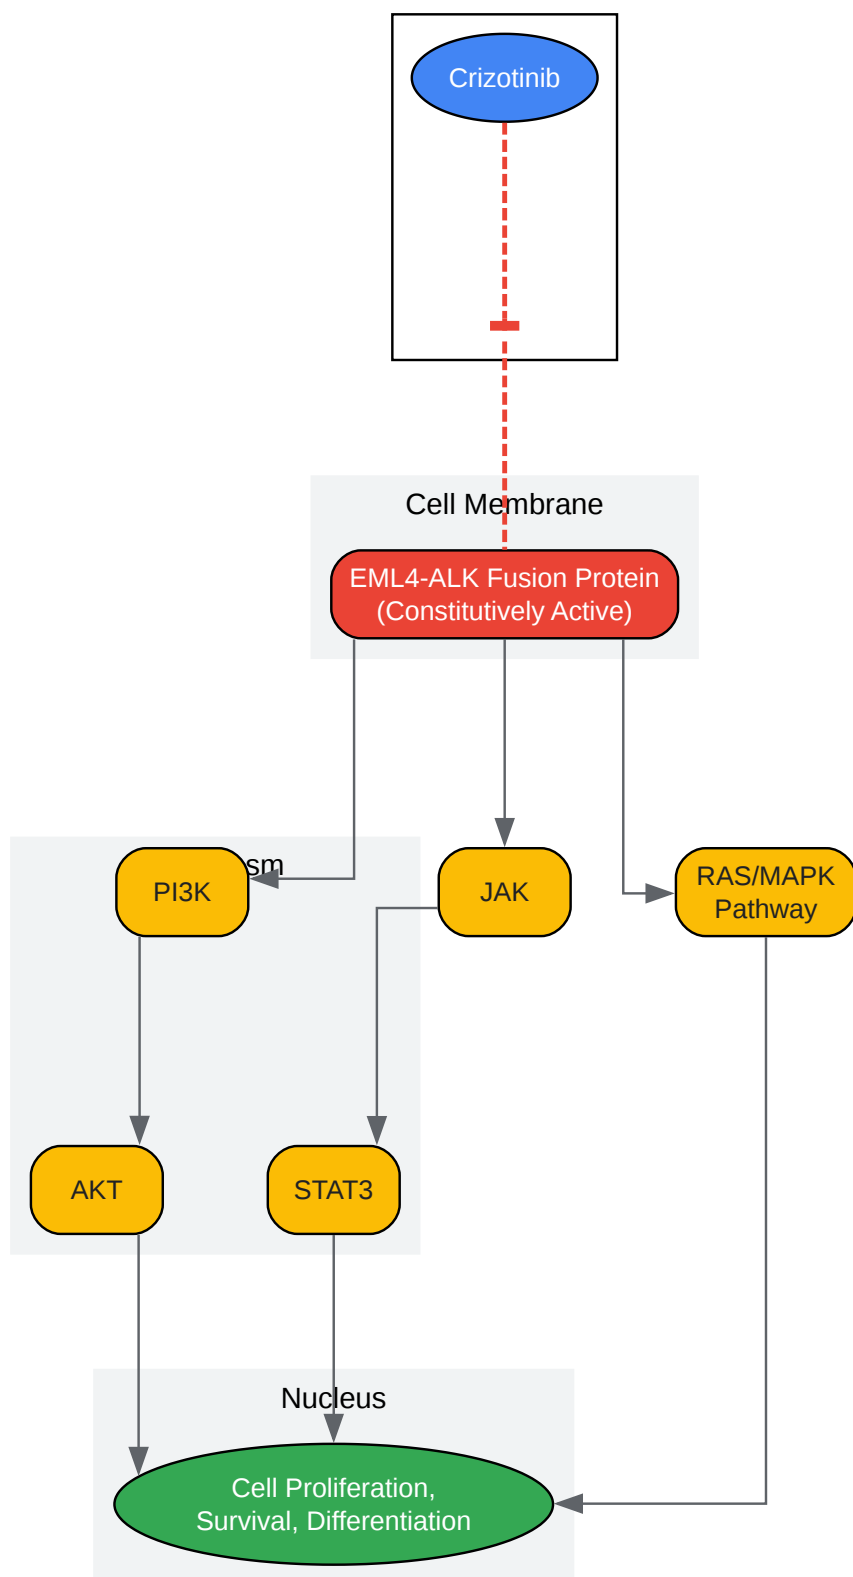 Crizotinib
Cell Membrane
EML4-ALK Fusion Protein
(Constitutively Active)
PI3K
JAK
RAS/MAPK
Pathway
AKT
STAT3
Nucleus
Cell Proliferation,
Survival, Differentiation